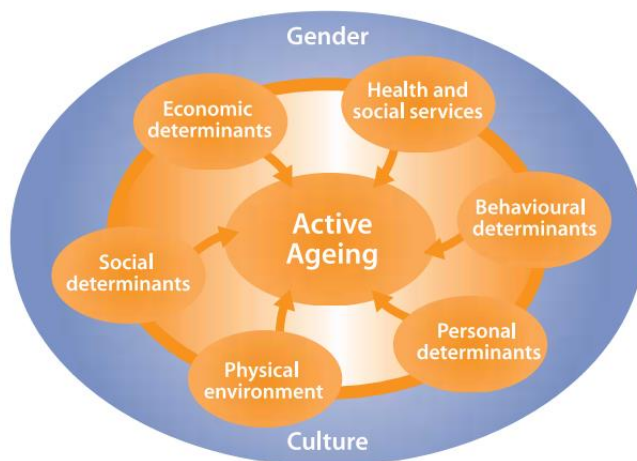 Gender
Economic
determinants
Health and
social services
Active
Ageing
Behavioural
determinants
Social
determinants
Personal
determinants
Physical
environment
Culture